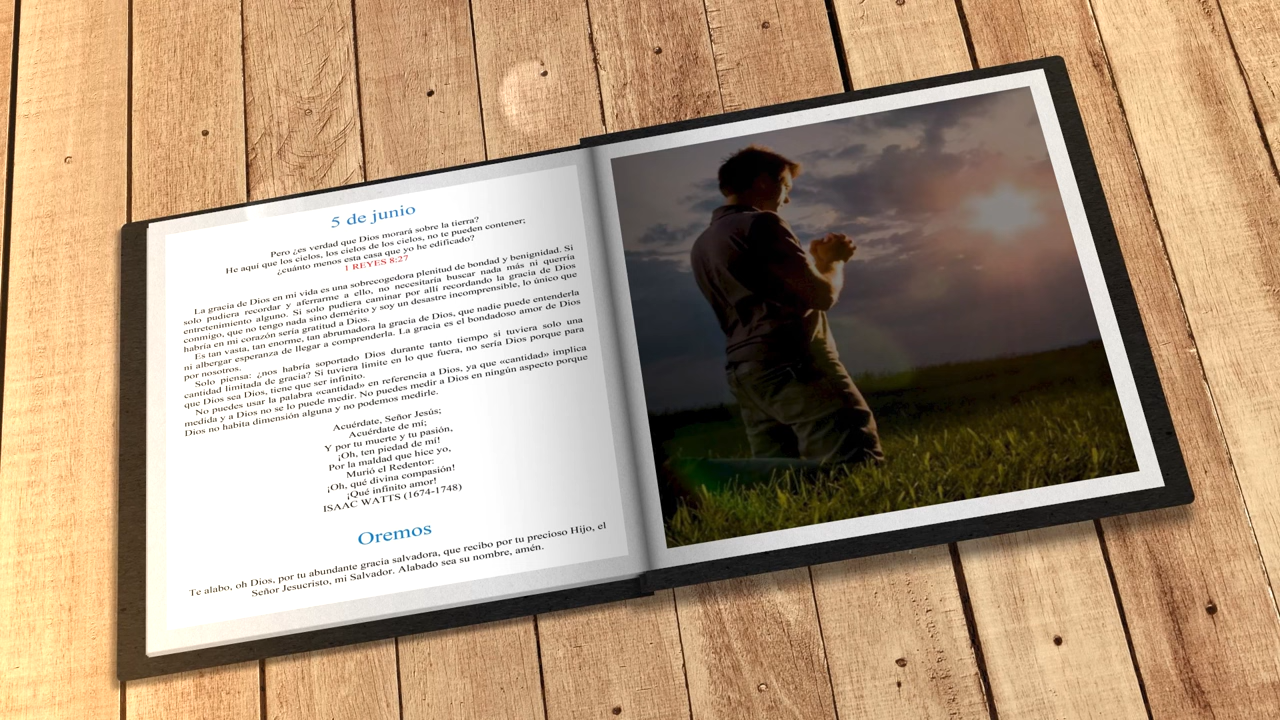 5 de junio
Pero ¿es verdad que Dios morará sobre la tierra?
He aquí que los cielos, los cielos de los cielos, no te pueden contener;
¿cuánto menos esta casa que yo he edificado?
1 REYES 8:27
La gracia de Dios en mi vida es una sobrecogedora plenitud de bondad y benignidad. Si
solo pudiera recordar y aferrarme a ello, no necesitaría buscar nada más ni querría
entretenimiento alguno. Si solo pudiera caminar por allí recordando la gracia de Dios
conmigo, que no tengo nada sino demérito y soy un desastre incomprensible, lo único que
habría en mi corazón sería gratitud a Dios.
Es tan vasta, tan enorme, tan abrumadora la gracia de Dios, que nadie puede entenderla
ni albergar esperanza de llegar a comprenderla. La gracia es el bondadoso amor de Dios
por nosotros.
Solo piensa: ¿nos habría soportado Dios durante tanto tiempo si tuviera solo una
cantidad limitada de gracia? Si tuviera límite en lo que fuera, no sería Dios porque para
que Dios sea Dios, tiene que ser infinito.
No puedes usar la palabra «cantidad» en referencia a Dios, ya que «cantidad» implica
medida y a Dios no se lo puede medir. No puedes medir a Dios en ningún aspecto porque
Dios no habita dimensión alguna y no podemos medirle.
Acuérdate, Señor Jesús;
Acuérdate de mí;
Y por tu muerte y tu pasión,
¡Oh, ten piedad de mí!
Por la maldad que hice yo,
Murió el Redentor:
¡Oh, qué divina compasión!
¡Qué infinito amor!
ISAAC WATTS (1674-1748)
Oremos
Te alabo, oh Dios, por tu abundante gracia salvadora, que recibo por tu precioso Hijo, el
Señor Jesucristo, mi Salvador. Alabado sea su nombre, amén.